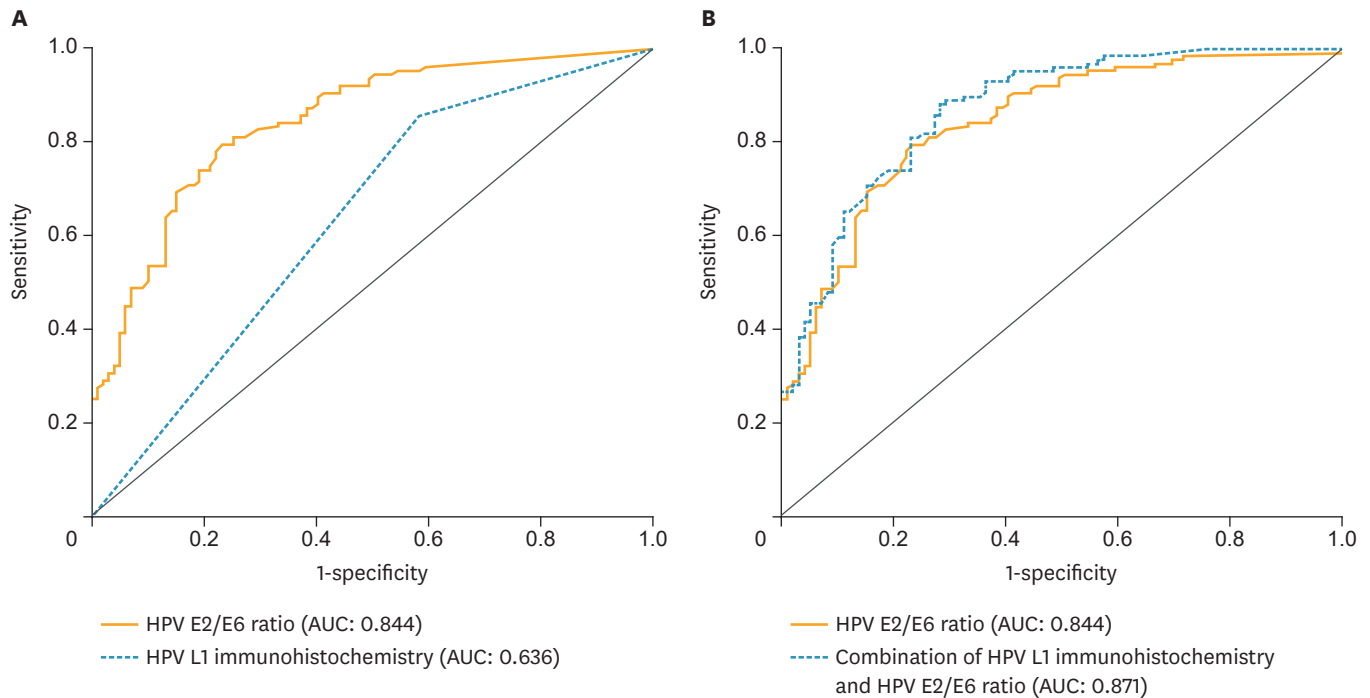 A
1.0
0.8
0.6
0.4
0.2
0
0.2
0.4
0.6
0.8
1.0
Sensitivity
1-specificity
HPV E2/E6 ratio (AUC: 0.844)
HPV L1 immunohistochemistry (AUC: 0.636)
B
1.0
0.8
0.6
0.4
0.2
0
0.2
0.4
0.6
0.8
1.0
Sensitivity
1-specificity
HPV E2/E6 ratio (AUC: 0.844)
Combination of HPV L1 immunohistochemistry
and HPV E2/E6 ratio (AUC: 0.871)